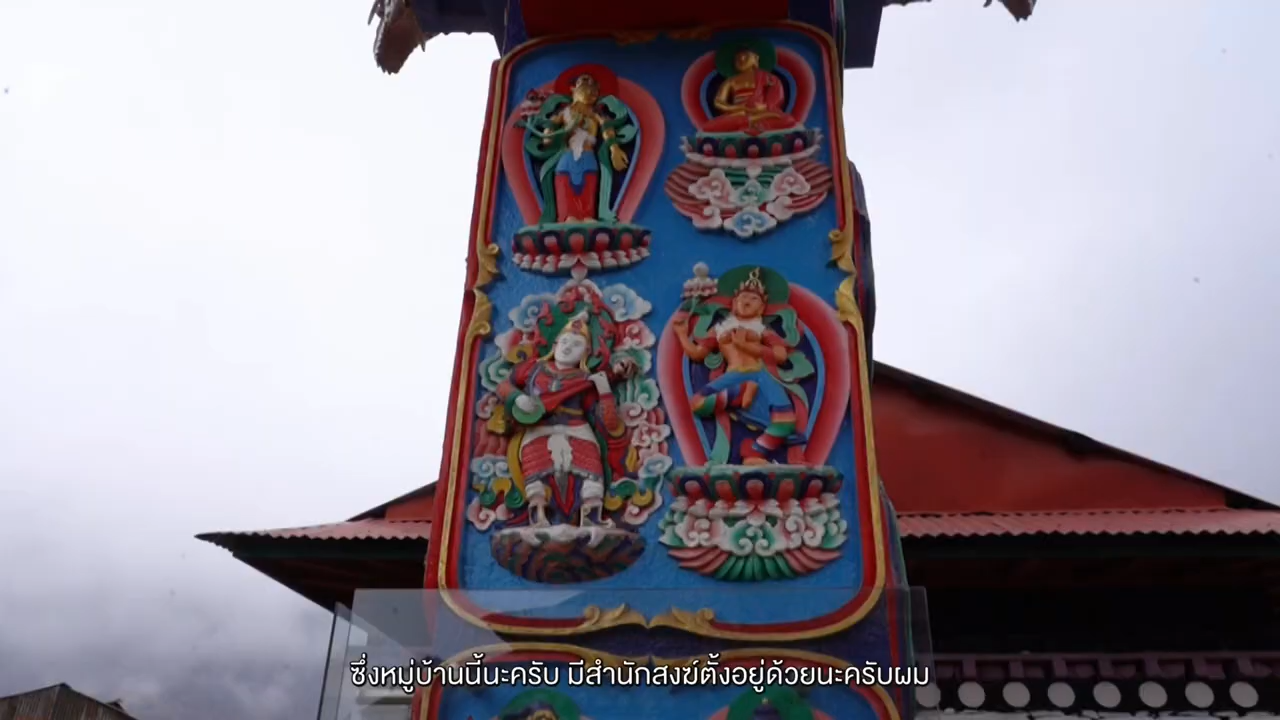 ซึ่งหมู่บ้านนี้นะครับ มีสำนักสงฆ์ตั้งอยู่ด้วยนะครับผม